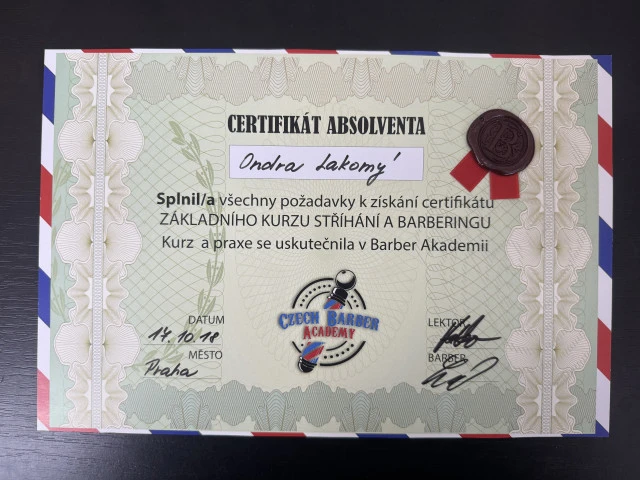 CERTIFIKÁT ABSOLVENTA
Ondra Lakomý
Splnil/a všechny požadavky k získání certifikátu
ZÁKLADNÍHO KURZU STŘÍHÁNÍ A BARBERINGU
Kurz a praxe se uskutečnila v Barber Akademii
CZECH BARBER
ACADEMY
DATUM
17.10.18
MĚSTO
Praha
LEKTOR
BARBER